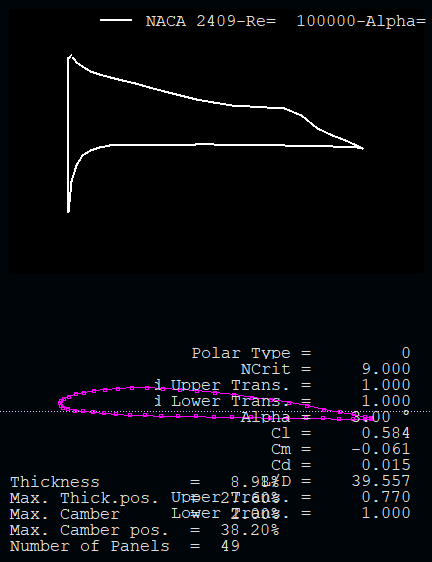 NACA 2409-Re=  100000-Alpha=
Polar Type = 0
NCrit = 9.000
Upper Trans. = 1.000
Lower Trans. = 1.000
Alpha = 3.00 °
Cl = 0.584
Cm = -0.061
Cd = 0.015
L/D = 39.557
Thickness = 8.98%
Upper Trans. = 0.770
Max. Thick.pos. = 27.60%
Lower Trans. = 1.000
Max. Camber = 2.00%
Max. Camber pos. = 38.20%
Number of Panels = 49